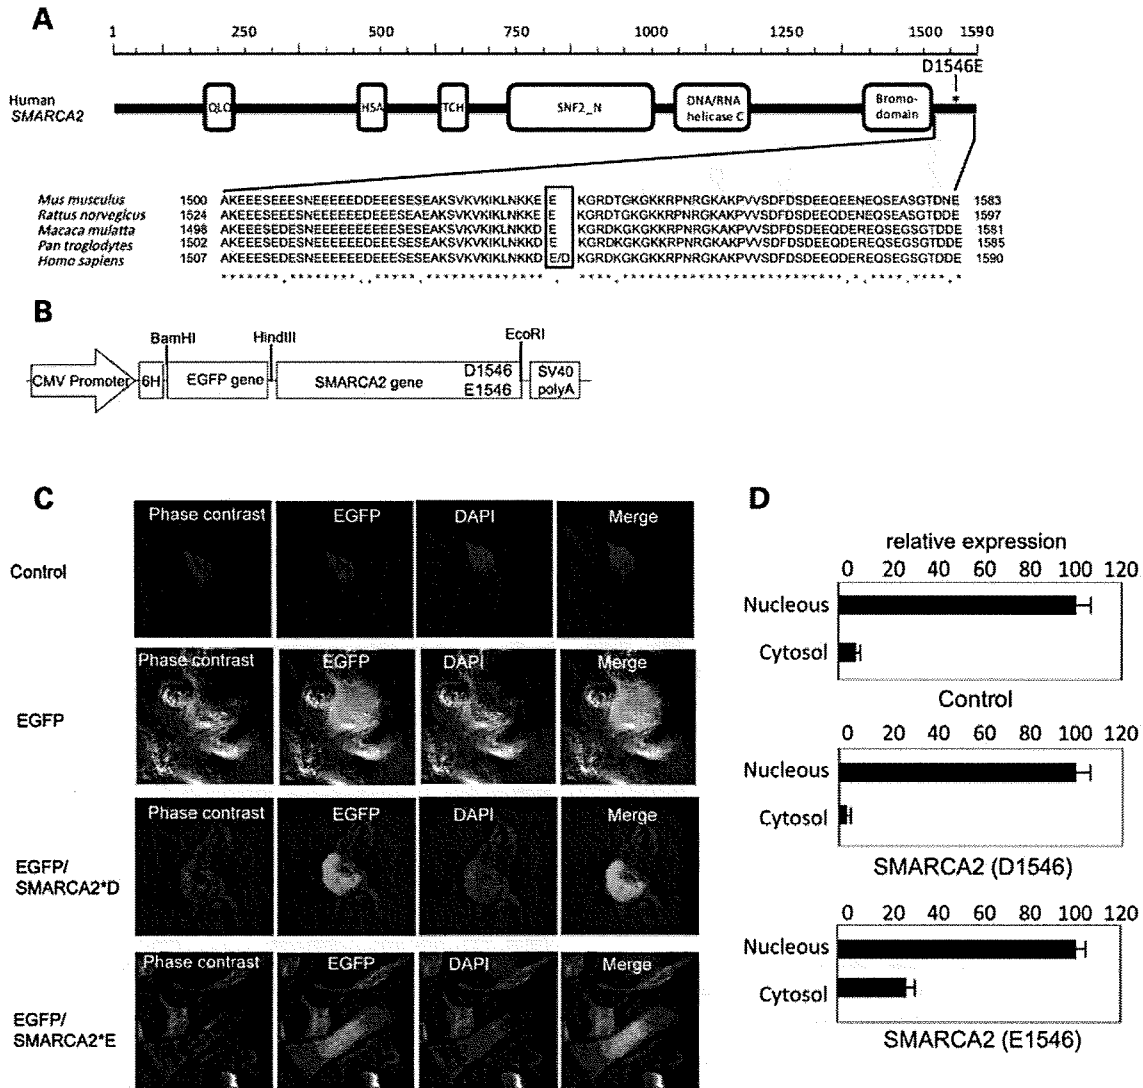 A
1 250 500 750 1000 1250 1500 1590
D1546E
*
Human
SMARCA2
QLQ HSA TCH SNF2_N DNA/RNA helicase C Bromo-domain
Mus musculus 1500 AKEEESEEESNEEEEEEDEEESESEAKSVKVKIKLNKKE E KGRDTGKGKKRPNRGKAKPVVSDFDSDEEQEENEQSEASGTDNE 1583
Rattus norvegicus 1524 AKEEESEDESNEEEEEEDEEESESEAKSVKVKIKLNKKE E KGRDTGKGKKRPNRGKAKPVVSDFDSDEEQEENEQSEASGTDNE 1597
Macaca mulatta 1498 AKEEESEDESNEEEEEEDEEESESEAKSVKVKIKLNKKD E KGRDKGKGKKRPNRGKAKPVVSDFDSDEEQDEREQSEGSGTDDE 1581
Pan troglodytes 1502 AKEEESEDESNEEEEEEDEEESESEAKSVKVKIKLNKKD E KGRDKGKGKKRPNRGKAKPVVSDFDSDEEQDEREQSEGSGTDDE 1585
Homo sapiens 1507 AKEEESEDESNEEEEEEDEEESESEAKSVKVKIKLNKKD E/D KGRDKGKGKKRPNRGKAKPVVSDFDSDEEQDEREQSEGSGTDDE 1590
B
BamHI HindIII EcoRI
CMV Promoter 6H EGFP gene SMARCA2 gene D1546 SV40
E1546 polyA
C
Phase contrast EGFP DAPI Merge
Control
Phase contrast EGFP DAPI Merge
EGFP
Phase contrast EGFP DAPI Merge
EGFP/
SMARCA2*D
Phase contrast EGFP DAPI Merge
EGFP/
SMARCA2*E
D
relative expression
0 20 40 60 80 100 120
Nucleous
Cytosol
Control
0 20 40 60 80 100 120
Nucleous
Cytosol
SMARCA2 (D1546)
0 20 40 60 80 100 120
Nucleous
Cytosol
SMARCA2 (E1546)